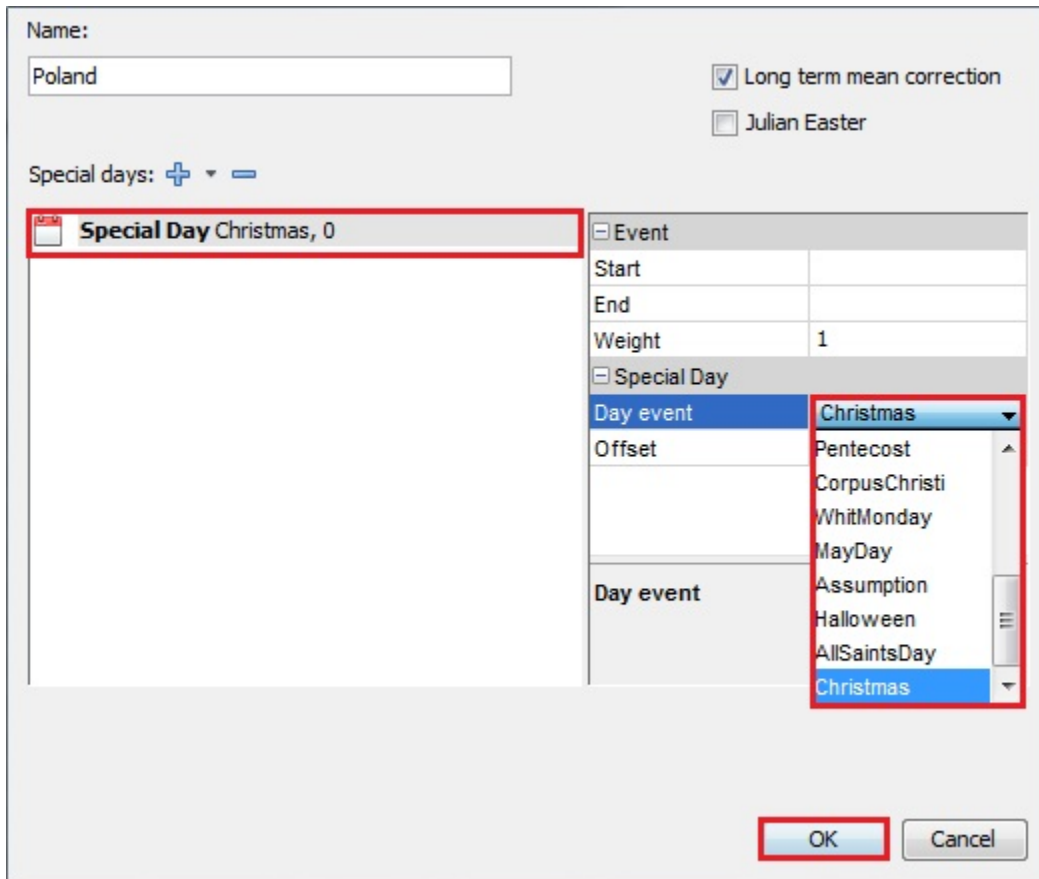 Name:
Poland
Long term mean correction
Julian Easter
Special days:
Special Day Christmas, 0
Event
Start
End
Weight 1
Special Day
Day event Christmas
Offset Pentecost
CorpusChristi
WhitMonday
MayDay
Day event Assumption
Halloween
AllSaintsDay
Christmas
OK Cancel